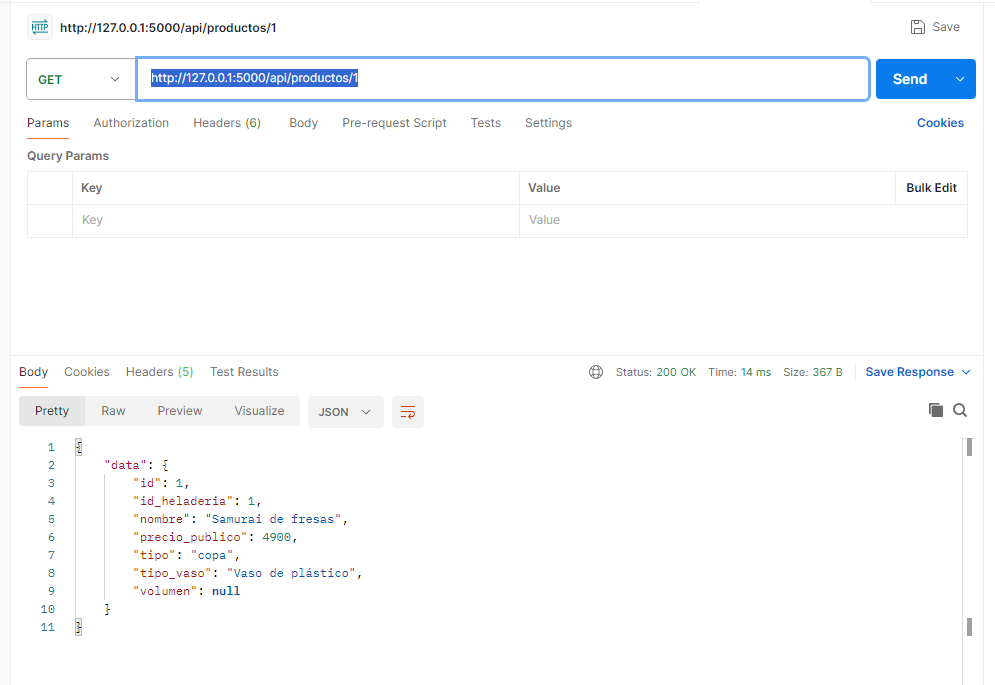 HTTP http://127.0.0.1:5000/api/productos/1 Save
GET http://127.0.0.1:5000/api/productos/1 Send
Params Authorization Headers (6) Body Pre-request Script Tests Settings Cookies
Query Params
Key Value Bulk Edit
Key Value
Body Cookies Headers (5) Test Results Status: 200 OK Time: 14 ms Size: 367 B Save Response
Pretty Raw Preview Visualize JSON
1 {
2 "data": {
3 "id": 1,
4 "id_heladeria": 1,
5 "nombre": "Samurai de fresas",
6 "precio_publico": 4900,
7 "tipo": "copa",
8 "tipo_vaso": "Vaso de plástico",
9 "volumen": null
10 }
11 }